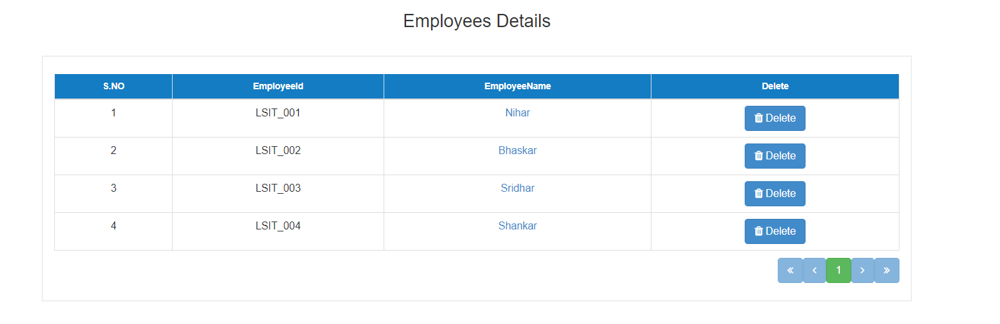 Employees Details
S.NO EmployeeId EmployeeName Delete
1 LSIT_001 Nihar Delete
2 LSIT_002 Bhaskar Delete
3 LSIT_003 Sridhar Delete
4 LSIT_004 Shankar Delete
« ‹ 1 › »